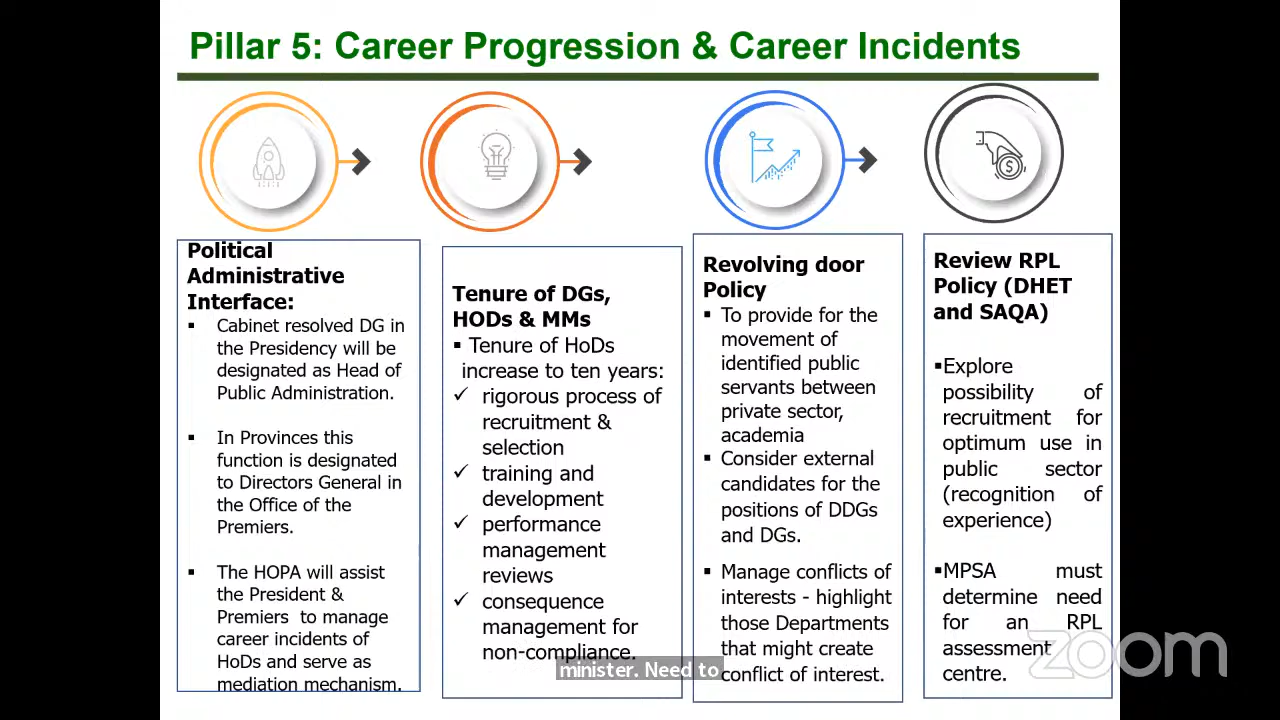 Pillar 5: Career Progression & Career Incidents
$
Political
Administrative
Interface:
▪ Cabinet resolved DG in
the Presidency will be
designated as Head of
Public Administration.
▪ In Provinces this
function is designated
to Directors General in
the Office of the
Premiers.
▪ The HOPA will assist
the President &
Premiers to manage
career incidents of
HoDs and serve as
mediation mechanism.
Tenure of DGs,
HODs & MMs
▪ Tenure of HoDs
increase to ten years:
✓ rigorous process of
recruitment &
selection
✓ training and
development
✓ performance
management
reviews
✓ consequence
management for
non-compliance.
Revolving door
Policy
▪ To provide for the
movement of
identified public
servants between
private sector,
academia
▪ Consider external
candidates for the
positions of DDGs
and DGs.
▪ Manage conflicts of
interests - highlight
those Departments
that might create
conflict of interest.
Review RPL
Policy (DHET
and SAQA)
▪Explore
possibility of
recruitment for
optimum use in
public sector
(recognition of
experience)
▪MPSA must
determine need
for an RPL
assessment
centre.
minister. Need to
zoom